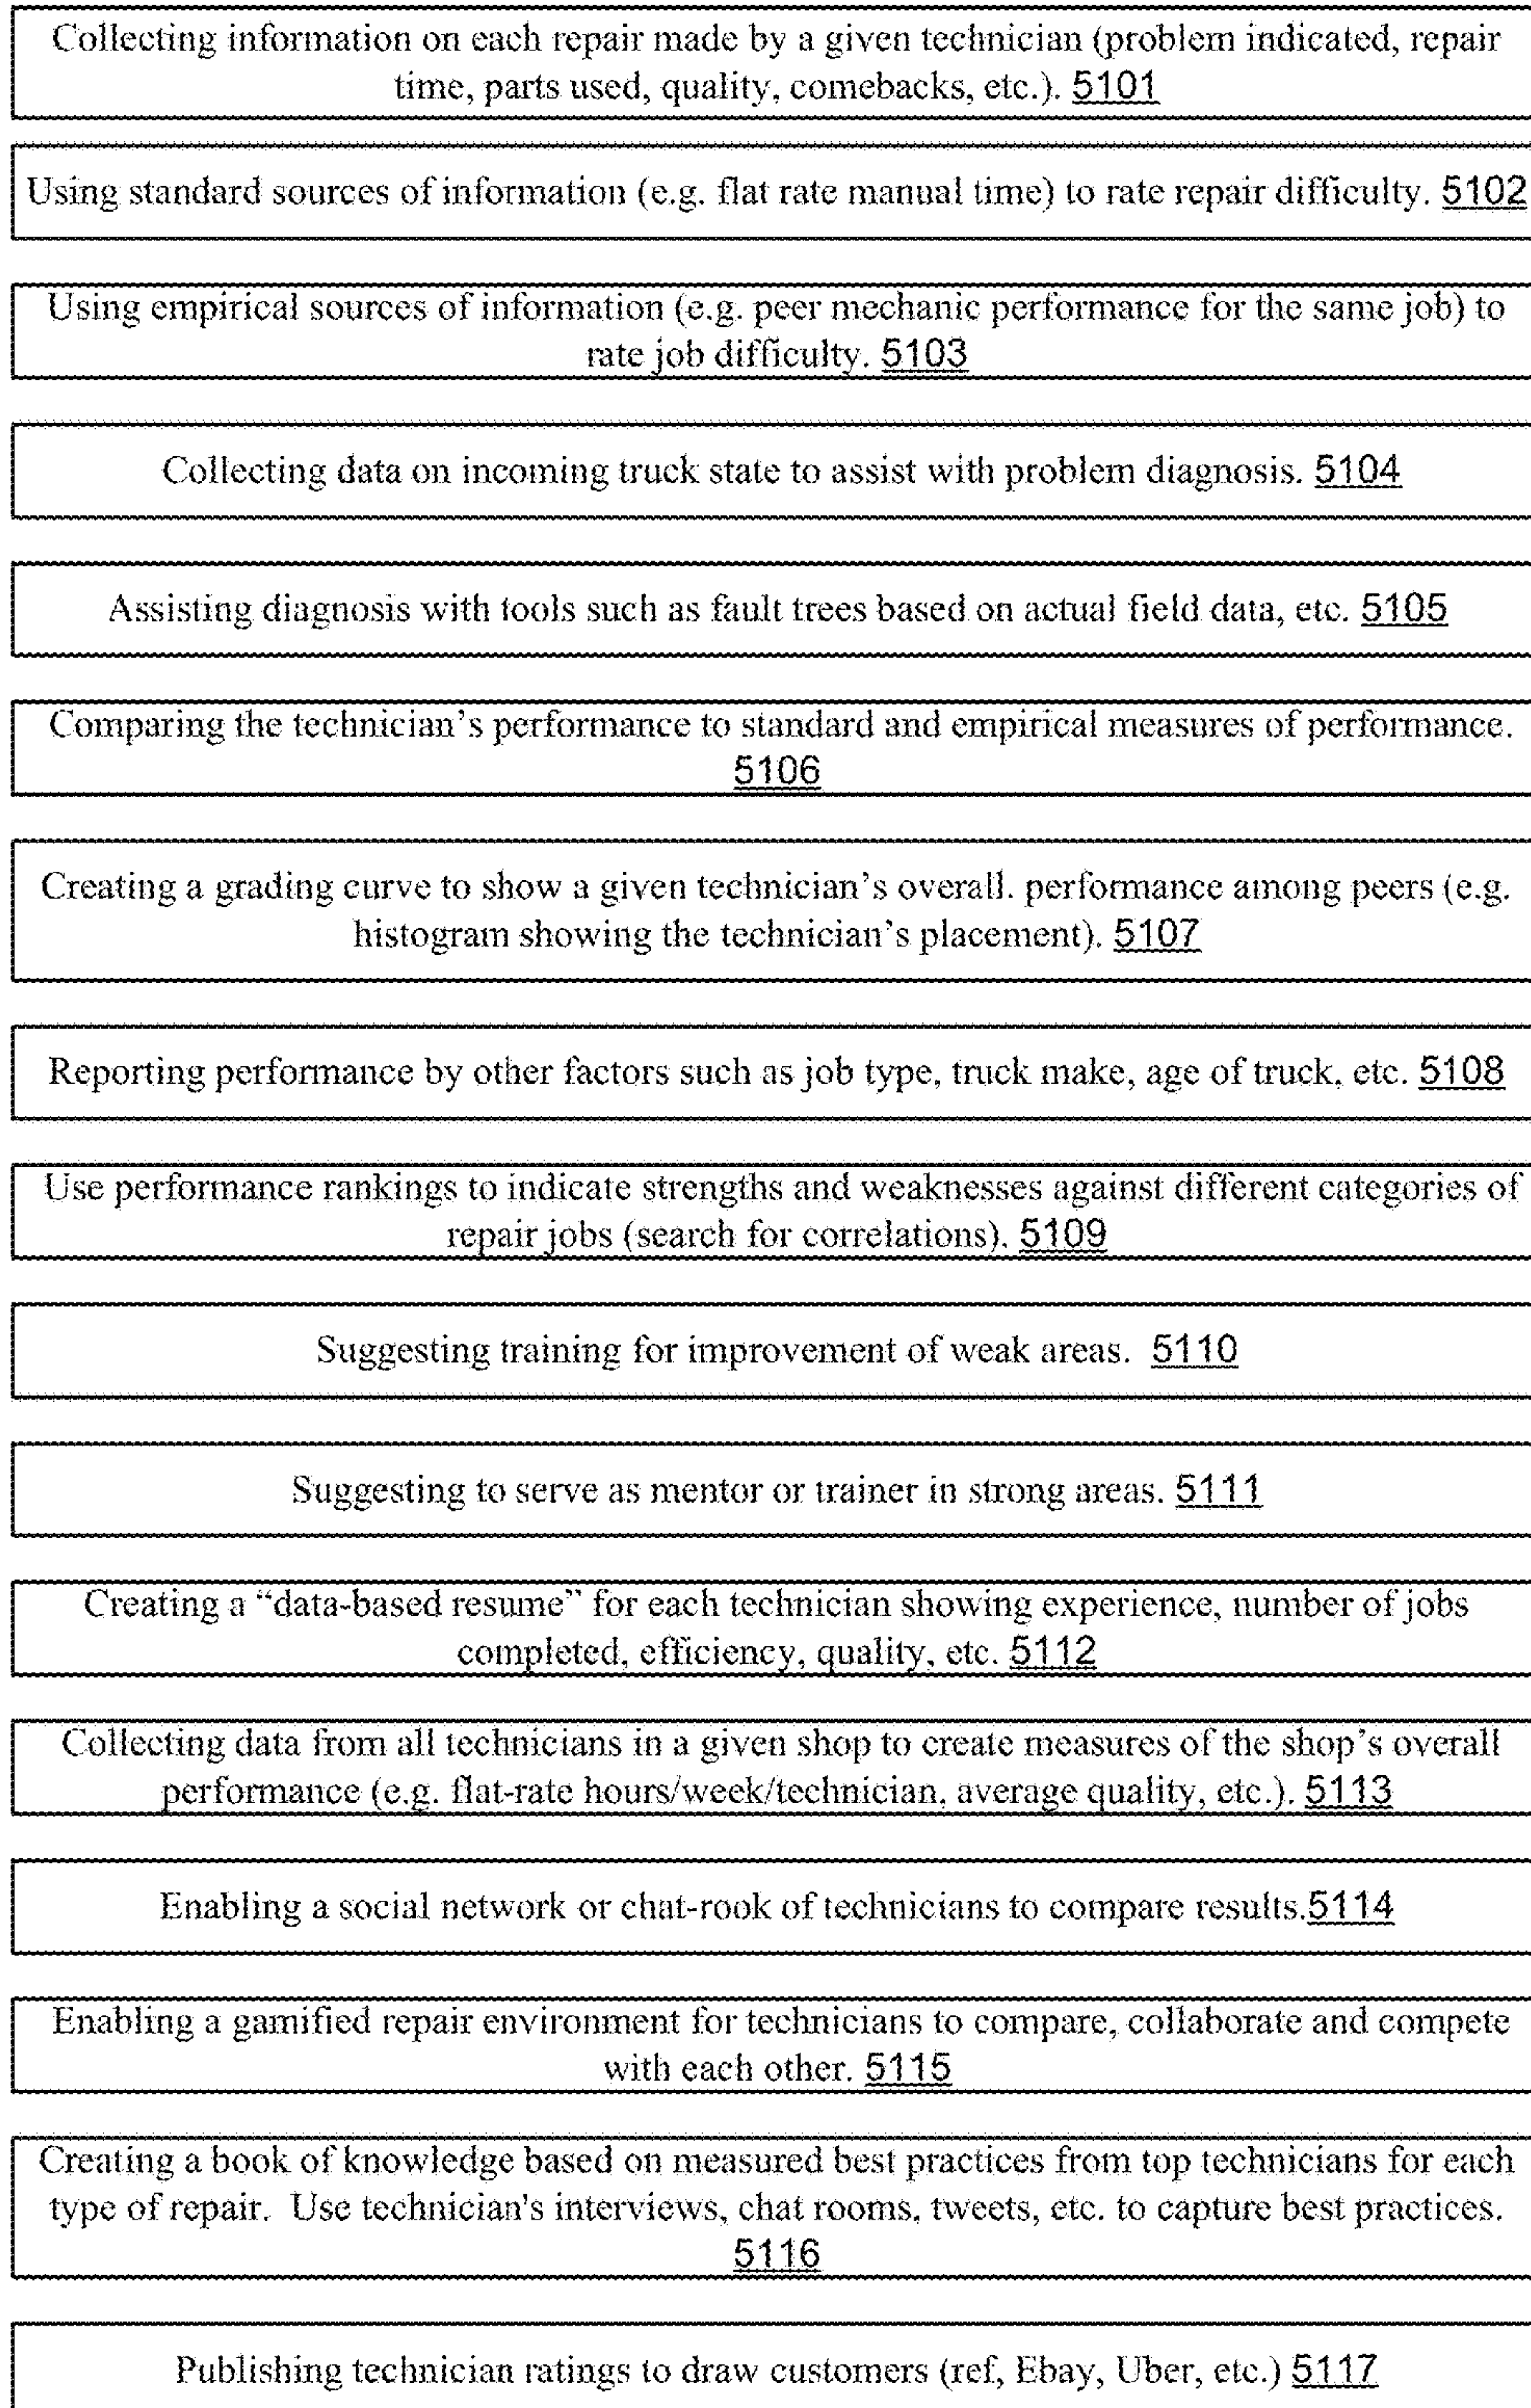 Collecting information on each repair made by a given technician (problem indicated, repair
time, parts used, quality, comebacks, etc.). 5101
Using standard sources of information (e.g. flat rate manual time) to rate repair difficulty. 5102
Using empirical sources of information (e.g. peer mechanic performance for the same job) to
rate job difficulty. 5103
Collecting data on incoming truck state to assist with problem diagnosis. 5104
Assisting diagnosis with tools such as fault trees based on actual field data, etc. 5105
Comparing the technician's performance to standard and empirical measures of performance.
5106
Creating a grading curve to show a given technician's overall. performance among peers (e.g.
histogram showing the technician's placement). 5107
Reporting performance by other factors such as job type, truck make, age of truck, etc. 5108
Use performance rankings to indicate strengths and weaknesses against different categories of
repair jobs (search for correlations). 5109
Suggesting training for improvement of weak areas. 5110
Suggesting to serve as mentor or trainer in strong areas. 5111
Creating a “data-based resume” for each technician showing experience, number of jobs
completed, efficiency, quality, etc. 5112
Collecting data from all technicians in a given shop to create measures of the shop's overall
performance (e.g. flat-rate hours/week/technician, average quality, etc.). 5113
Enabling a social network or chat-rook of technicians to compare results.5114
Enabling a gamified repair environment for technicians to compare, collaborate and compete
with each other. 5115
Creating a book of knowledge based on measured best practices from top technicians for each
type of repair. Use technician's interviews, chat rooms, tweets, etc. to capture best practices.
5116
Publishing technician ratings to draw customers (ref, Ebay, Uber, etc.) 5117